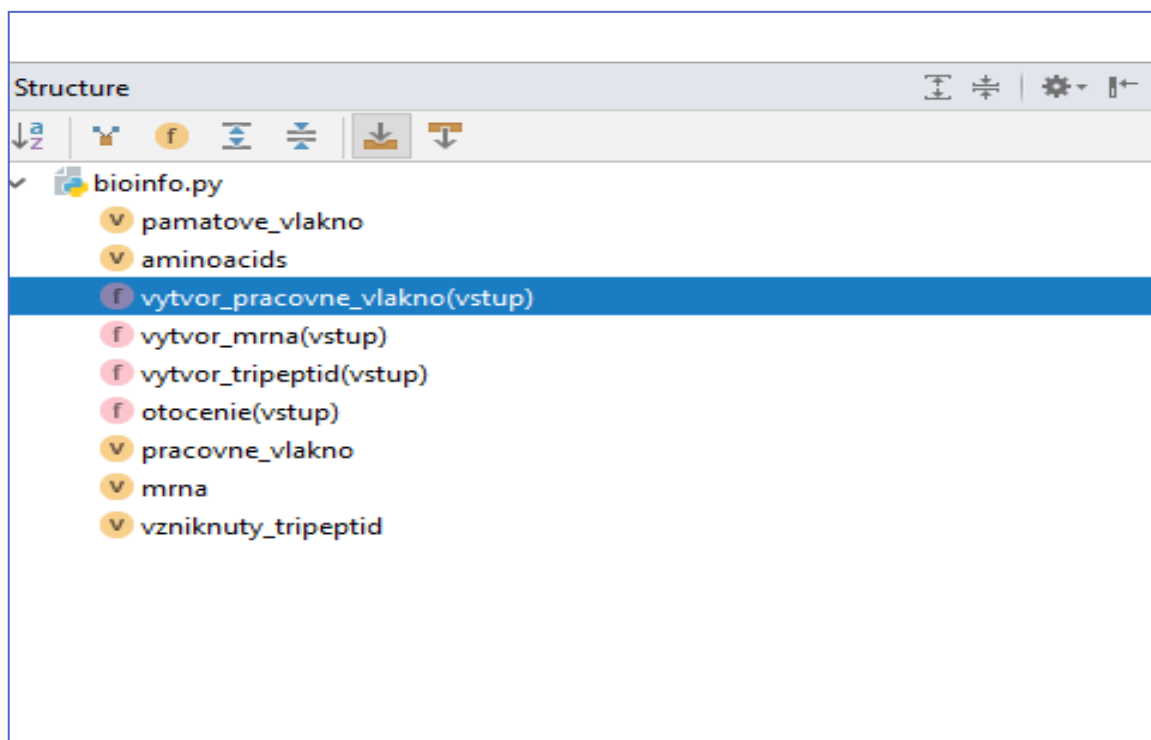 Structure
bioinfo.py
v pamatove_vlakno
v aminoacids
f vytvor_pracovne_vlakno(vstup)
f vytvor_mrna(vstup)
f vytvor_tripeptid(vstup)
f otocenie(vstup)
v pracovne_vlakno
v mrna
v vzniknuty_tripeptid